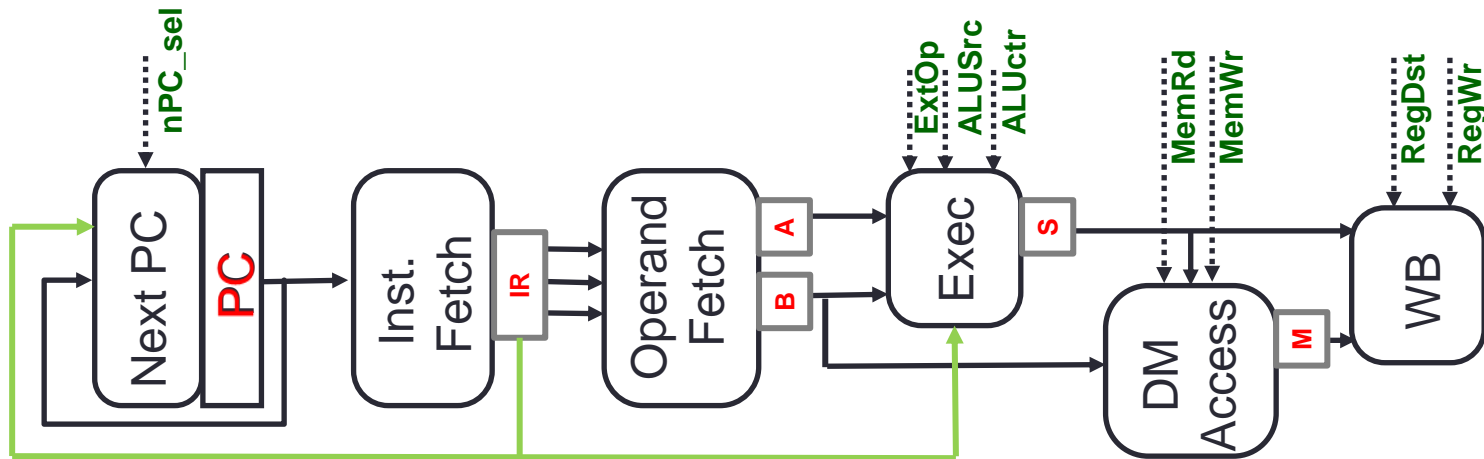 nPC_sel
Next PC
PC
Inst.
Fetch
IR
Operand
Fetch
A
B
ExtOp
ALUSrc
ALUctr
Exec
S
MemRd
MemWr
DM
Access
M
RegDst
RegWr
WB